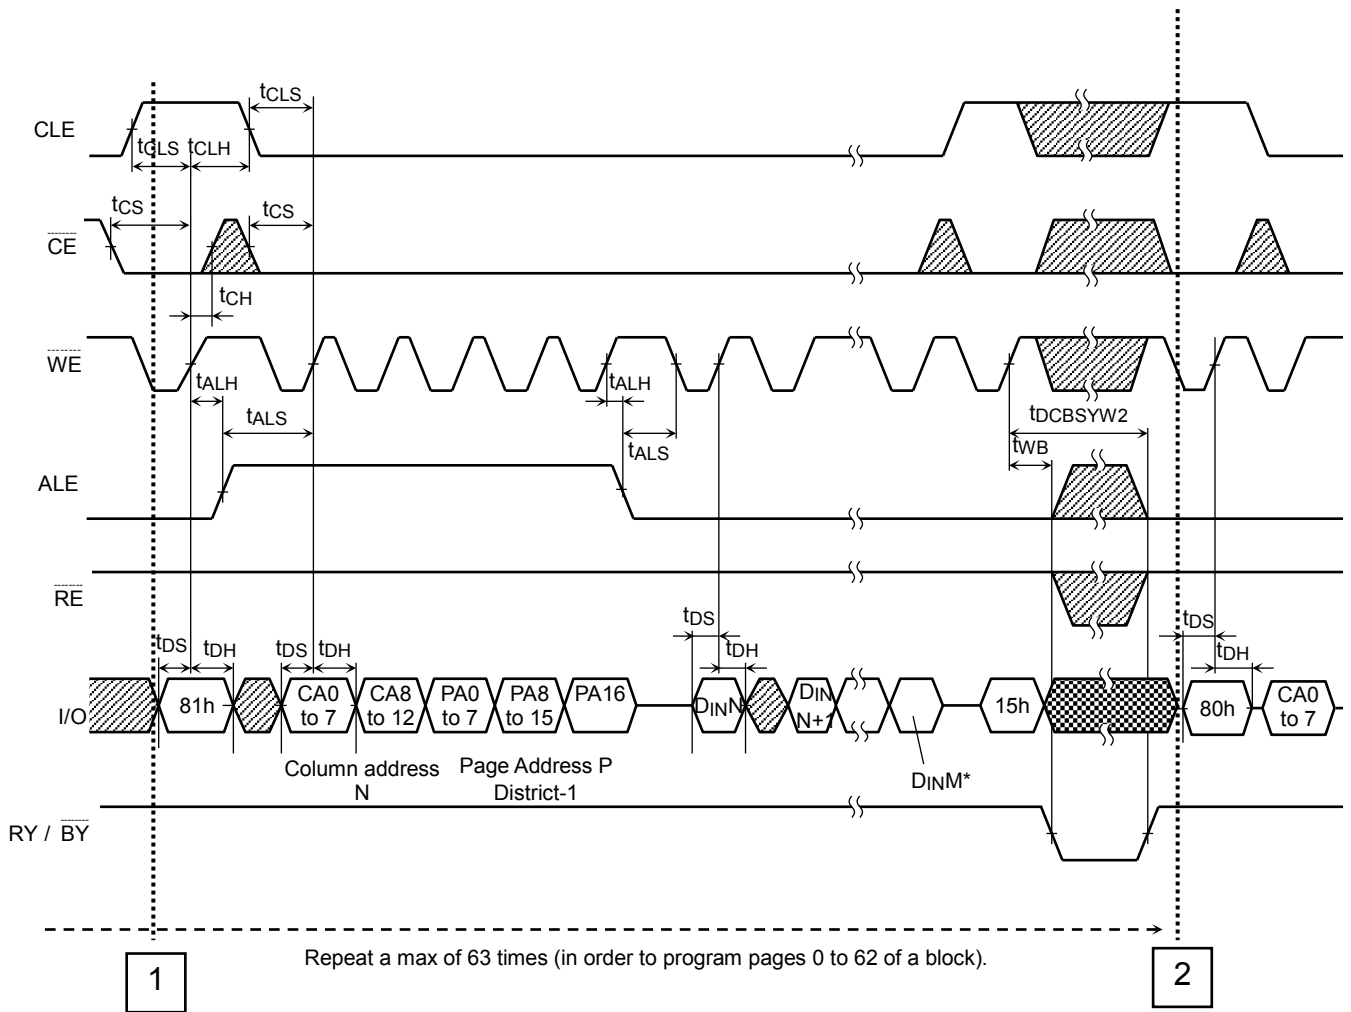 tCLS
CLE
tCLS tCLH
tCS tCS
CE
tCH
WE
tALH tALH
tDCBSYW2
tALS tALS
tWB
ALE
RE
tDS tDH tDS tDH tDS tDH tDS tDH
I/O
81h
CA0 to 7
CA8 to 12
PA0 to 7
PA8 to 15
PA16
DINN
DIN N+1
15h
80h
CA0 to 7
Column address
N
Page Address P
District-1
DINM*
RY / BY
Repeat a max of 63 times (in order to program pages 0 to 62 of a block).
1
2